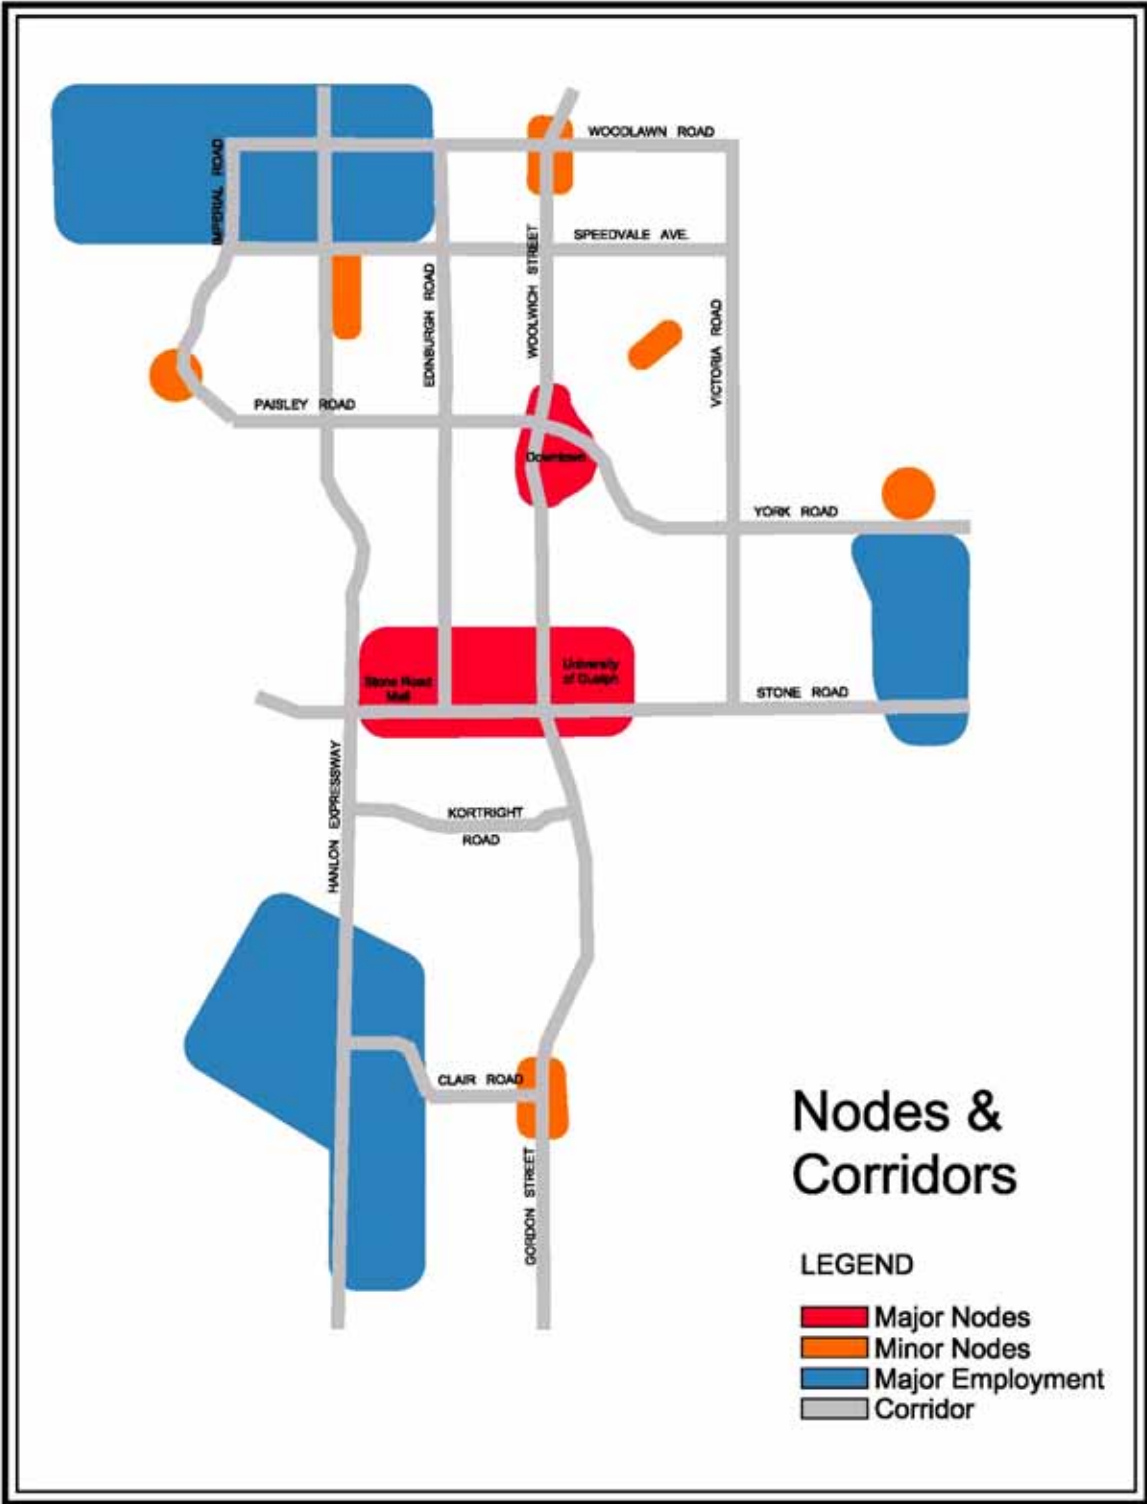 WOODLAWN ROAD
IMPERIAL ROAD
SPEEDVALE AVE.
WOOLWICH STREET
EDINBURGH ROAD
VICTORIA ROAD
PAISLEY ROAD
Downtown
YORK ROAD
University
of Guelph
Stone Road
Mall
STONE ROAD
HANLON EXPRESSWAY
KORTRIGHT
ROAD
CLAIR ROAD
GORDON STREET
Nodes &
Corridors
LEGEND
Major Nodes
Minor Nodes
Major Employment
Corridor